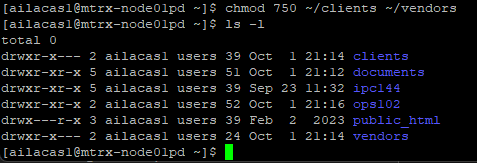 [ailacas1@mtrx-node01pd ~]$ chmod 750 ~/clients ~/vendors
[ailacas1@mtrx-node01pd ~]$ ls -l
total 0
drwxr-x--- 2 ailacas1 users 39 Oct  1 21:14 clients
drwxr-xr-x 5 ailacas1 users 51 Oct  1 21:12 documents
drwxr-xr-x 5 ailacas1 users 39 Sep 23 11:32 ipc144
drwxr-xr-x 2 ailacas1 users 52 Oct  1 21:16 ops102
drwx---r-x 3 ailacas1 users 39 Feb  2  2023 public_html
drwxr-x--- 5 ailacas1 users 24 Oct  1 21:14 vendors
[ailacas1@mtrx-node01pd ~]$